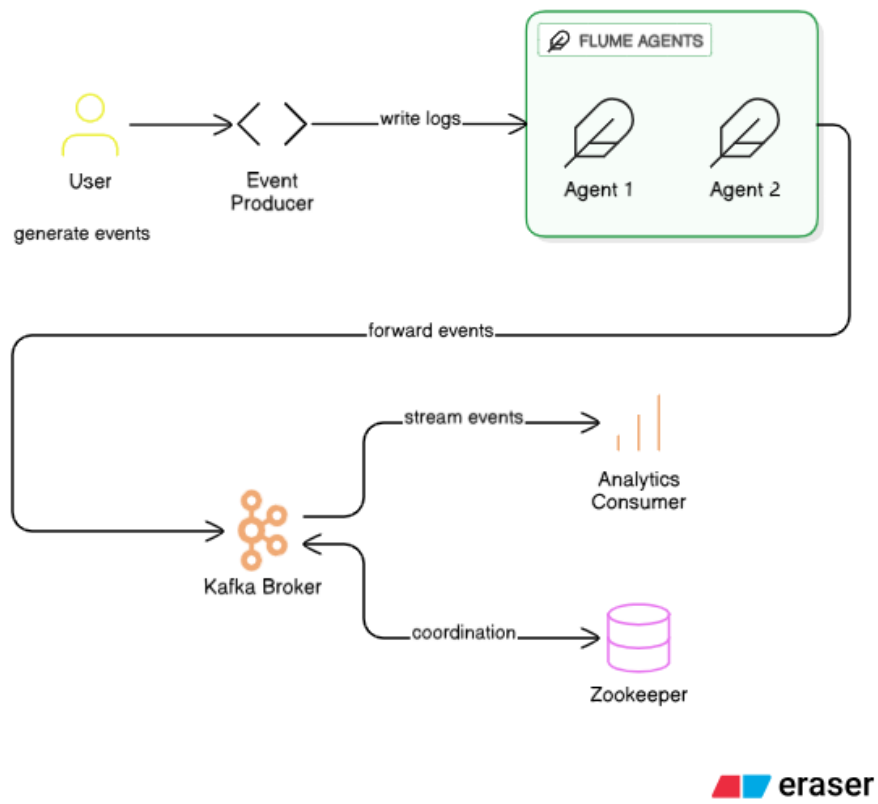 FLUME AGENTS
write logs
User
Event
Producer
Agent 1
Agent 2
generate events
forward events
stream events
Analytics
Consumer
Kafka Broker
coordination
Zookeeper
eraser